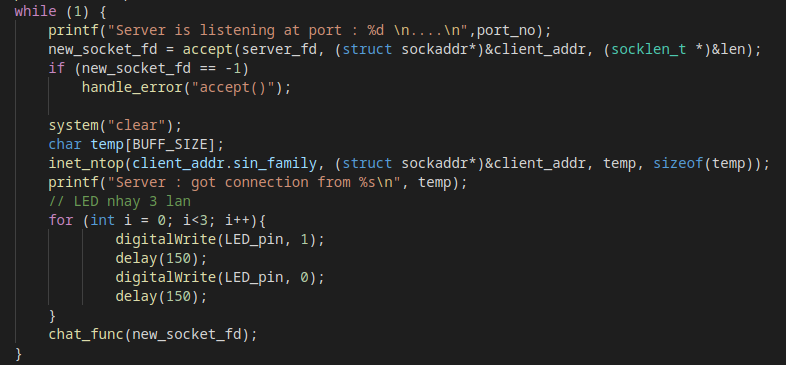 while (1) {
printf("Server is listening at port : %d \n....\n",port_no);
new_socket_fd = accept(server_fd, (struct sockaddr*)&client_addr, (socklen_t *)&len);
if (new_socket_fd == -1)
handle_error("accept()");
system("clear");
char temp[BUFF_SIZE];
inet_ntop(client_addr.sin_family, (struct sockaddr*)&client_addr, temp, sizeof(temp));
printf("Server : got connection from %s\n", temp);
// LED nhay 3 lan
for (int i = 0; i<3; i++){
digitalWrite(LED_pin, 1);
delay(150);
digitalWrite(LED_pin, 0);
delay(150);
}
chat_func(new_socket_fd);
}